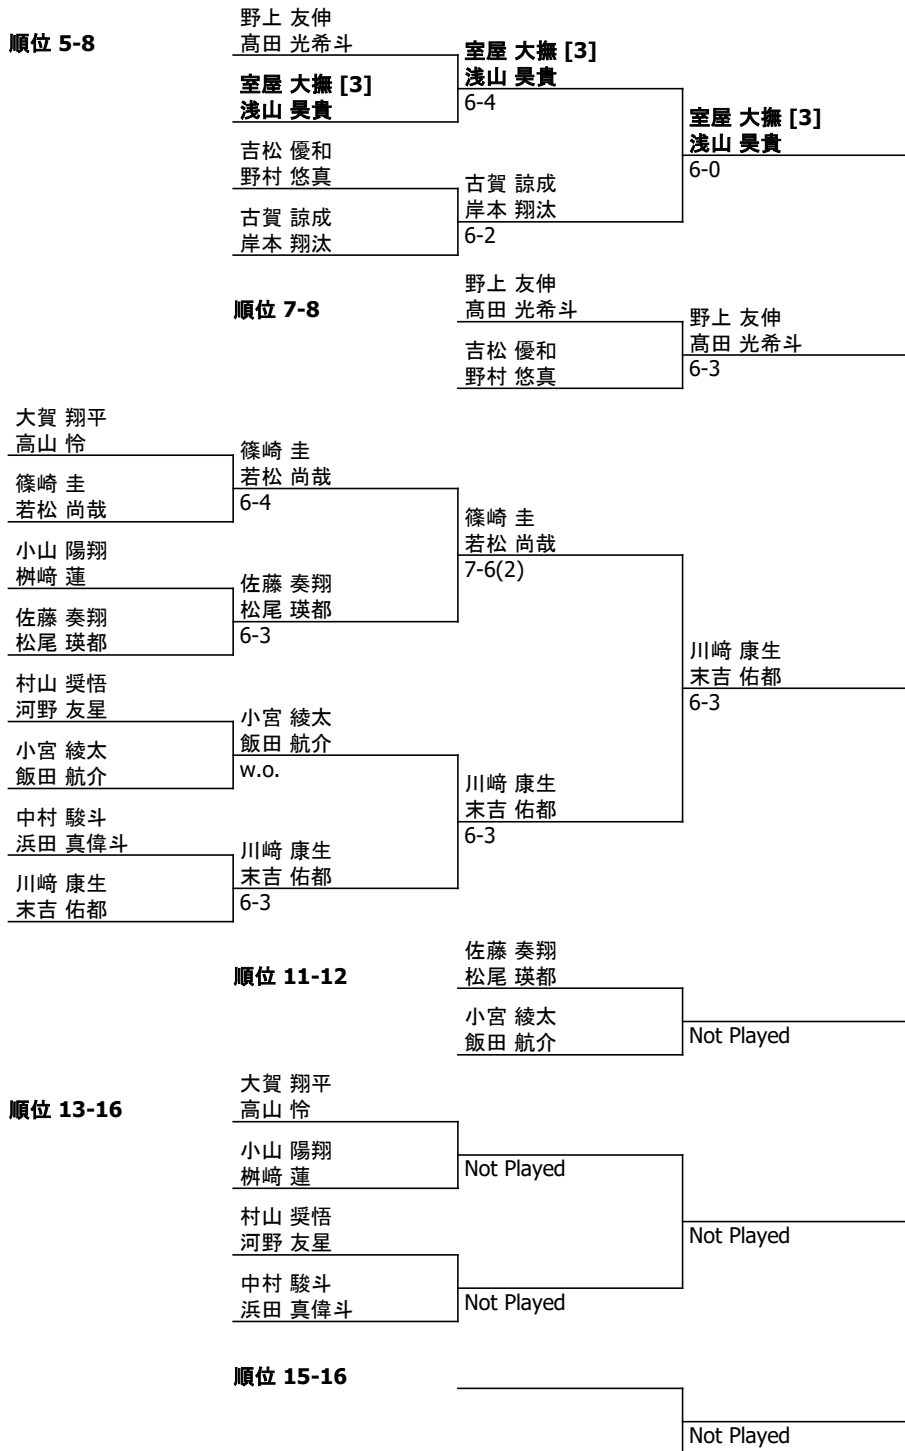 順位 5-8
野上 友伸
髙田 光希斗
室屋 大撫 [3]
浅山 昊貴
吉松 優和
野村 悠真
古賀 諒成
岸本 翔汰
室屋 大撫 [3]
浅山 昊貴
6-4
古賀 諒成
岸本 翔汰
6-2
室屋 大撫 [3]
浅山 昊貴
6-0
順位 7-8
野上 友伸
髙田 光希斗
吉松 優和
野村 悠真
野上 友伸
髙田 光希斗
6-3
大賀 翔平
高山 怜
篠崎 圭
若松 尚哉
小山 陽翔
桝﨑 蓮
佐藤 奏翔
松尾 瑛都
村山 奨悟
河野 友星
小宮 綾太
飯田 航介
中村 駿斗
浜田 真偉斗
川﨑 康生
末吉 佑都
篠崎 圭
若松 尚哉
6-4
佐藤 奏翔
松尾 瑛都
6-3
小宮 綾太
飯田 航介
w.o.
川﨑 康生
末吉 佑都
6-3
篠崎 圭
若松 尚哉
7-6(2)
川﨑 康生
末吉 佑都
6-3
川﨑 康生
末吉 佑都
6-3
順位 11-12
佐藤 奏翔
松尾 瑛都
小宮 綾太
飯田 航介
Not Played
順位 13-16
大賀 翔平
高山 怜
小山 陽翔
桝﨑 蓮
村山 奨悟
河野 友星
中村 駿斗
浜田 真偉斗
Not Played
Not Played
Not Played
順位 15-16
Not Played